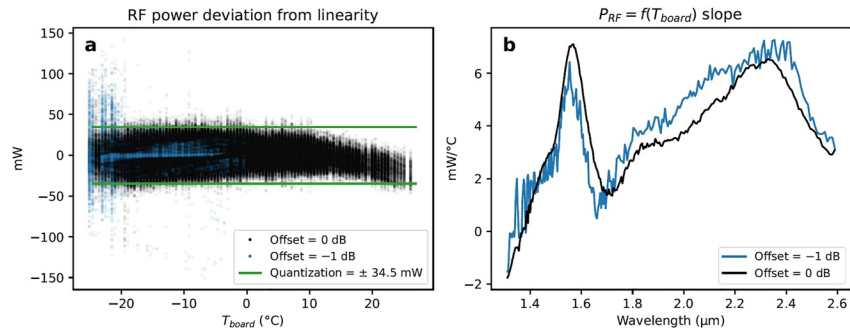 RF power deviation from linearity
a
150
100
50
0
−50
−100
−150
mW
Offset = 0 dB
Offset = −1 dB
Quantization = ± 34.5 mW
−20
−10
0
10
20
T_board (°C)
P_RF = f(T_board) slope
b
6
4
2
0
−2
mW/°C
Offset = −1 dB
Offset = 0 dB
1.4
1.6
1.8
2.0
2.2
2.4
2.6
Wavelength (μm)